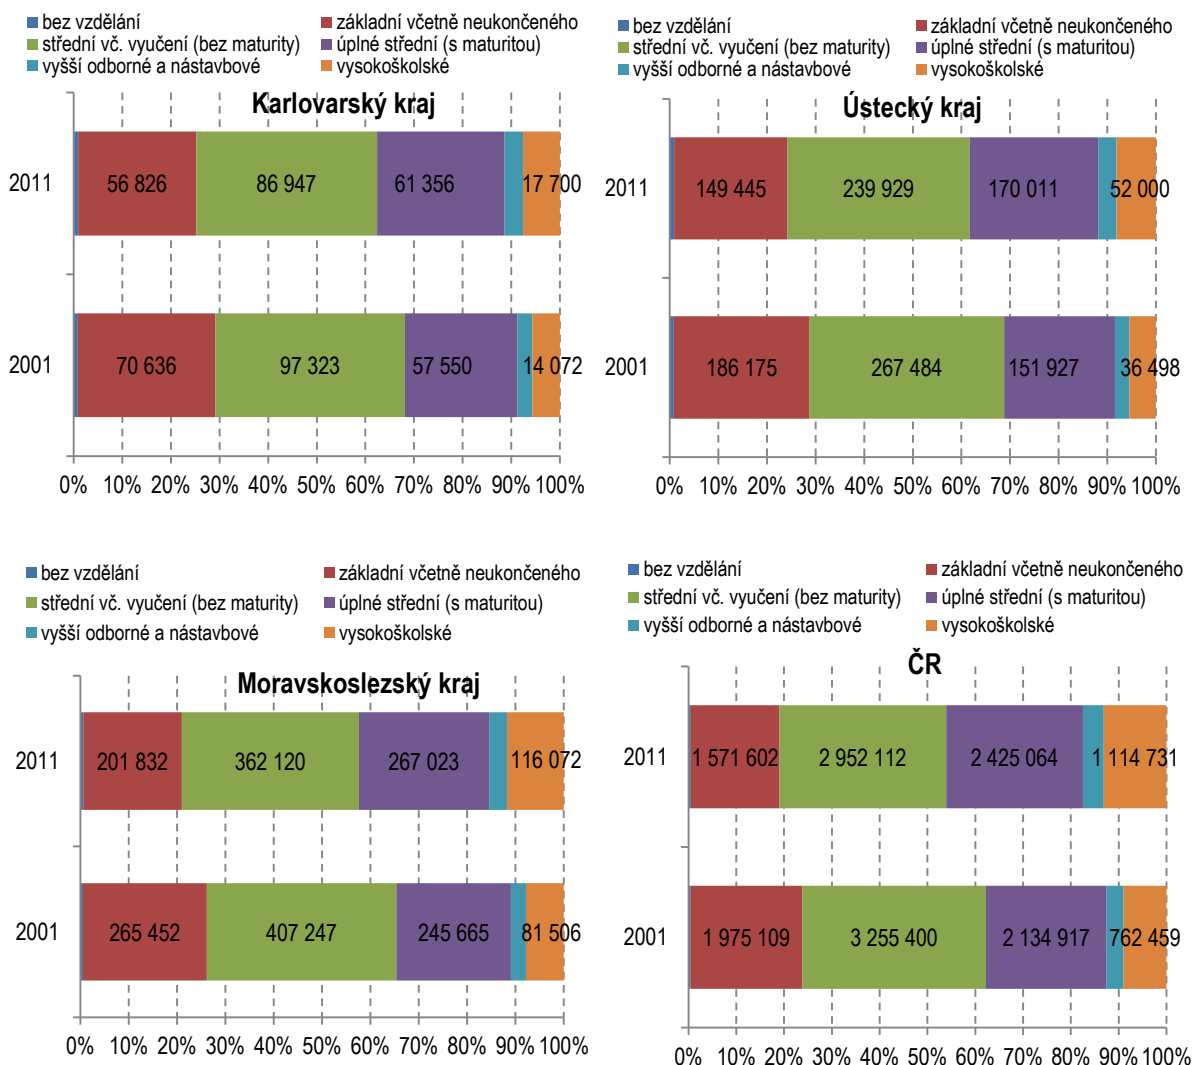 bez vzdělání
základní včetně neukončeného
střední vč. vyučení (bez maturity)
úplné střední (s maturitou)
vyšší odborné a nástavbové
vysokoškolské
Karlovarský kraj
2011
56 826
86 947
61 356
17 700
2001
70 636
97 323
57 550
14 072
0% 10% 20% 30% 40% 50% 60% 70% 80% 90% 100%
bez vzdělání
základní včetně neukončeného
střední vč. vyučení (bez maturity)
úplné střední (s maturitou)
vyšší odborné a nástavbové
vysokoškolské
Ústecký kraj
2011
149 445
239 929
170 011
52 000
2001
186 175
267 484
151 927
36 498
0% 10% 20% 30% 40% 50% 60% 70% 80% 90% 100%
bez vzdělání
základní včetně neukončeného
střední vč. vyučení (bez maturity)
úplné střední (s maturitou)
vyšší odborné a nástavbové
vysokoškolské
Moravskoslezský kraj
2011
201 832
362 120
267 023
116 072
2001
265 452
407 247
245 665
81 506
0% 10% 20% 30% 40% 50% 60% 70% 80% 90% 100%
bez vzdělání
základní včetně neukončeného
střední vč. vyučení (bez maturity)
úplné střední (s maturitou)
vyšší odborné a nástavbové
vysokoškolské
ČR
2011
1 571 602
2 952 112
2 425 064
1 114 731
2001
1 975 109
3 255 400
2 134 917
762 459
0% 10% 20% 30% 40% 50% 60% 70% 80% 90% 100%